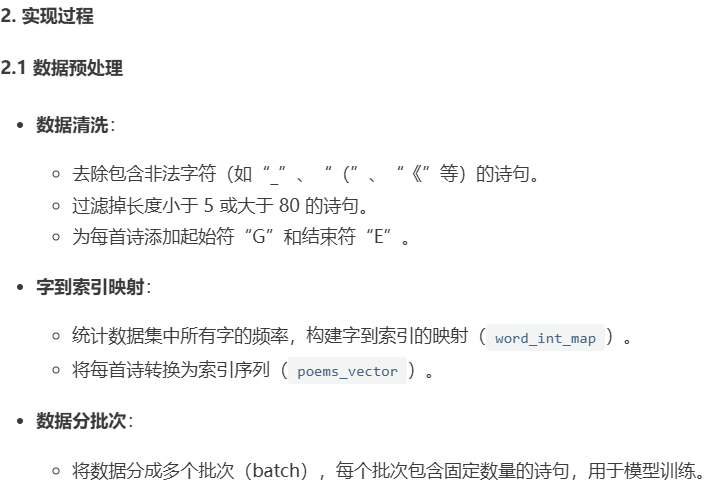 2. 实现过程
2.1 数据预处理
• 数据清洗：
◦ 去除包含非法字符（如“_”、“（”、“《”等）的诗句。
◦ 过滤掉长度小于 5 或大于 80 的诗句。
◦ 为每首诗添加起始符“G”和结束符“E”。
• 字到索引映射：
◦ 统计数据集中所有字的频率，构建字到索引的映射（word_int_map）。
◦ 将每首诗转换为索引序列（poems_vector）。
• 数据分批次：
◦ 将数据分成多个批次（batch），每个批次包含固定数量的诗句，用于模型训练。